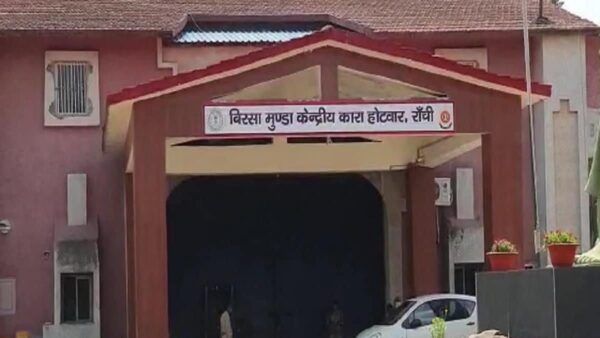 बिरसा मुण्डा केन्द्रीय कारा होटवार, राँची